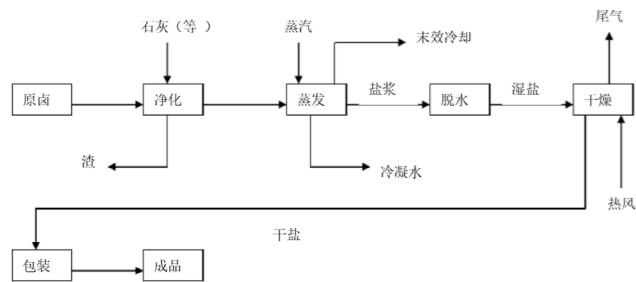 尾气
石灰（等 ）
蒸汽
末效冷却
原卤
净化
蒸发
盐浆
脱水
湿盐
干燥
渣
冷凝水
热风
干盐
包装
成品